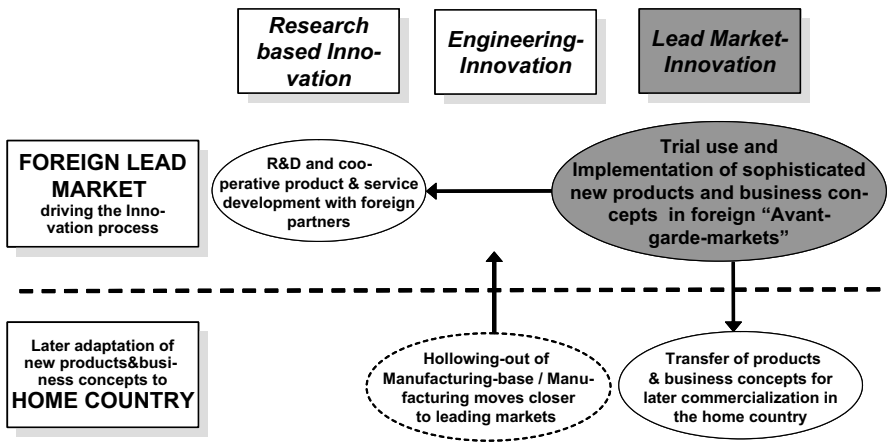 Research
based Inno-
vation
Engineering-
Innovation
Lead Market-
Innovation
FOREIGN LEAD
MARKET
driving the Inno-
vation process
R&D and coo-
perative product & service
development with foreign
partners
Trial use and
Implementation of sophisticated
new products and business con-
cepts in foreign “Avant-
garde-markets”
Later adaptation of
new products&busi-
ness concepts to
HOME COUNTRY
Hollowing-out of
Manufacturing-base / Manu-
facturing moves closer
to leading markets
Transfer of products
& business concepts for
later commercialization in
the home country